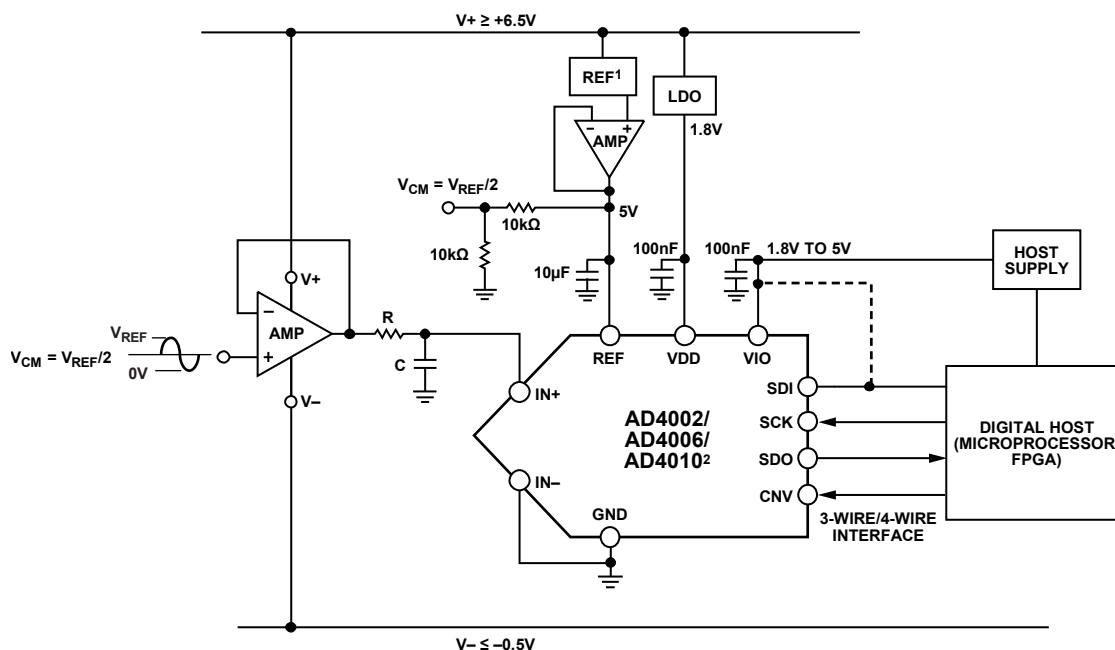 V+ ≥ +6.5V
REF¹
LDO
1.8V
AMP
VCM = VREF/2
5V
10kΩ
10kΩ
10µF
100nF
100nF
1.8V TO 5V
HOST
SUPPLY
V+
AMP
V–
R
C
VREF
VCM = VREF/2
0V
REF
VDD
VIO
IN+
IN–
GND
SDI
SCK
SDO
CNV
AD4002/
AD4006/
AD4010²
DIGITAL HOST
(MICROPROCESSOR
FPGA)
3-WIRE/4-WIRE
INTERFACE
V– ≤ –0.5V